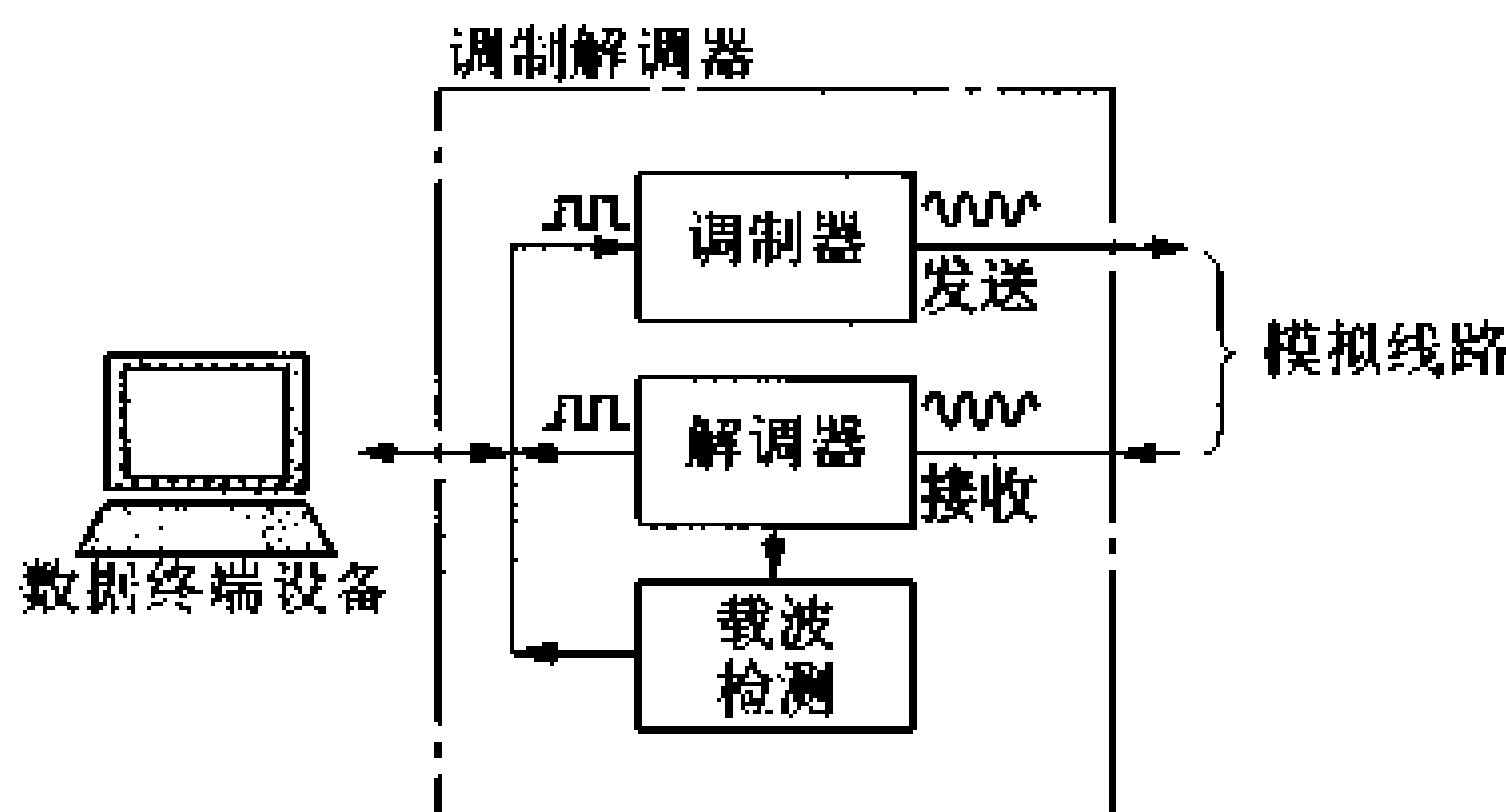 调制解调器
调制器
发送
模拟线路
解调器
接收
数据终端设备
载波
检测